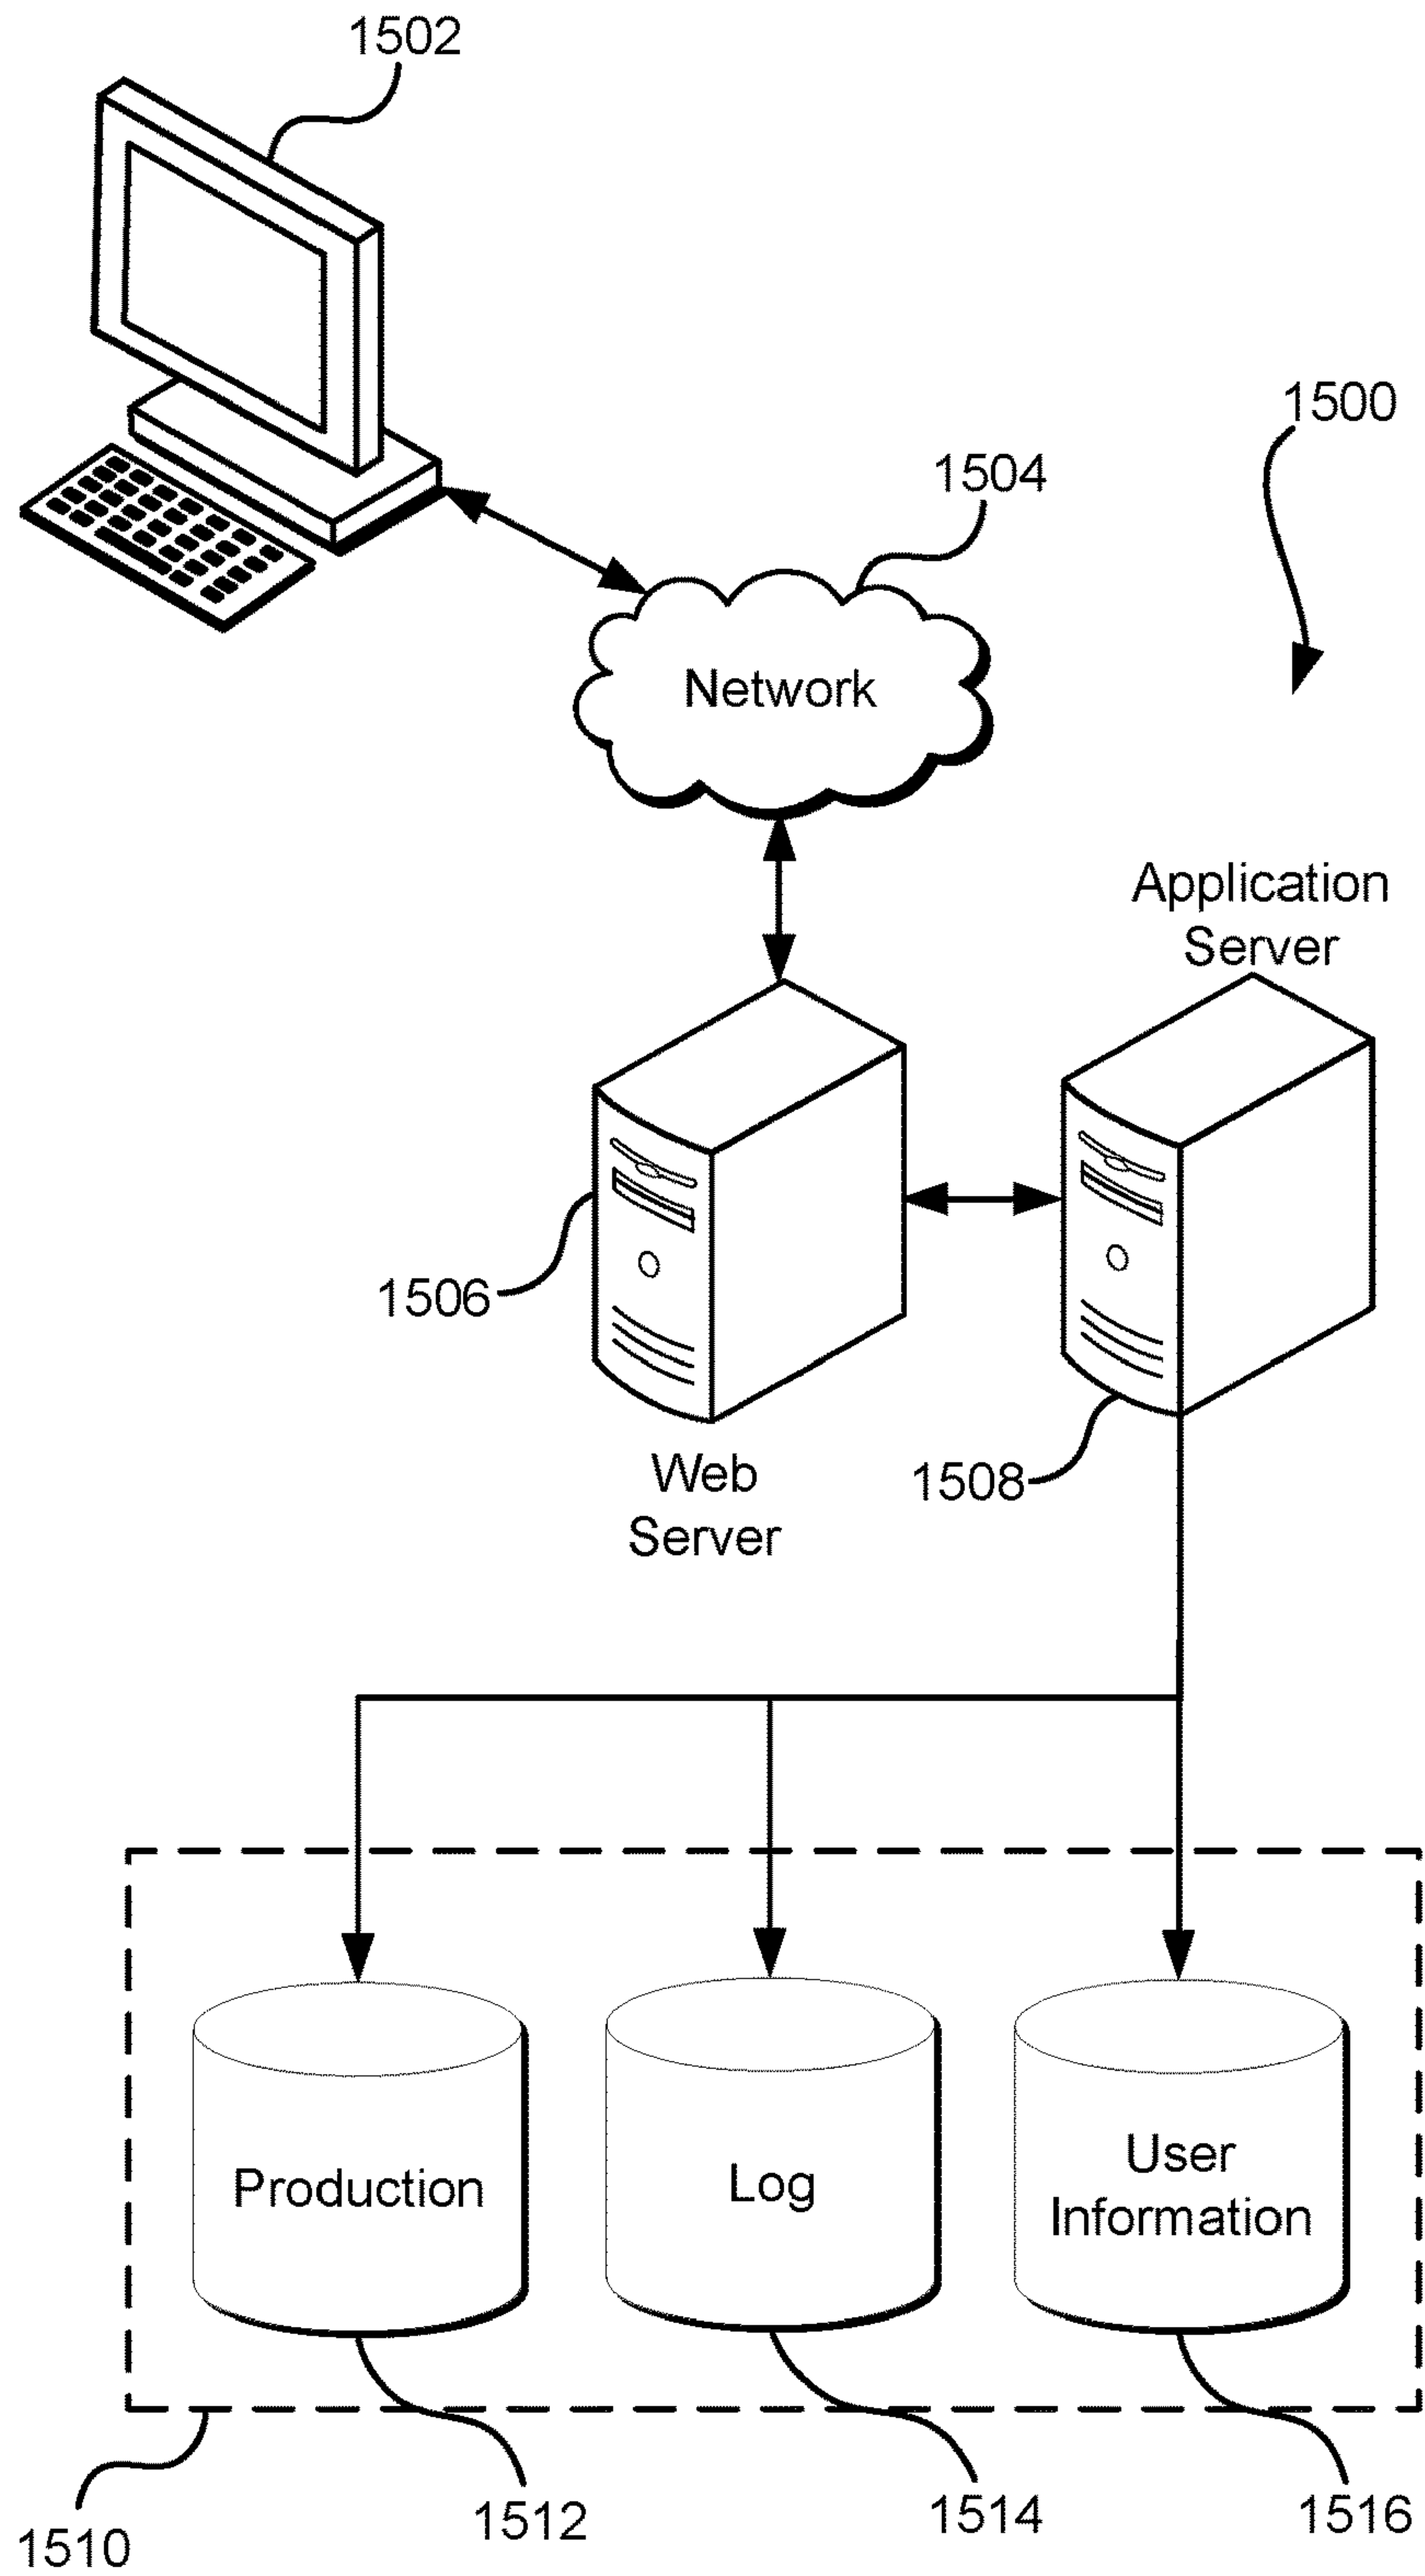 1502
1500
1504
Network
Application
Server
1506
Web
Server
1508
Production
Log
User
Information
1510
1512
1514
1516